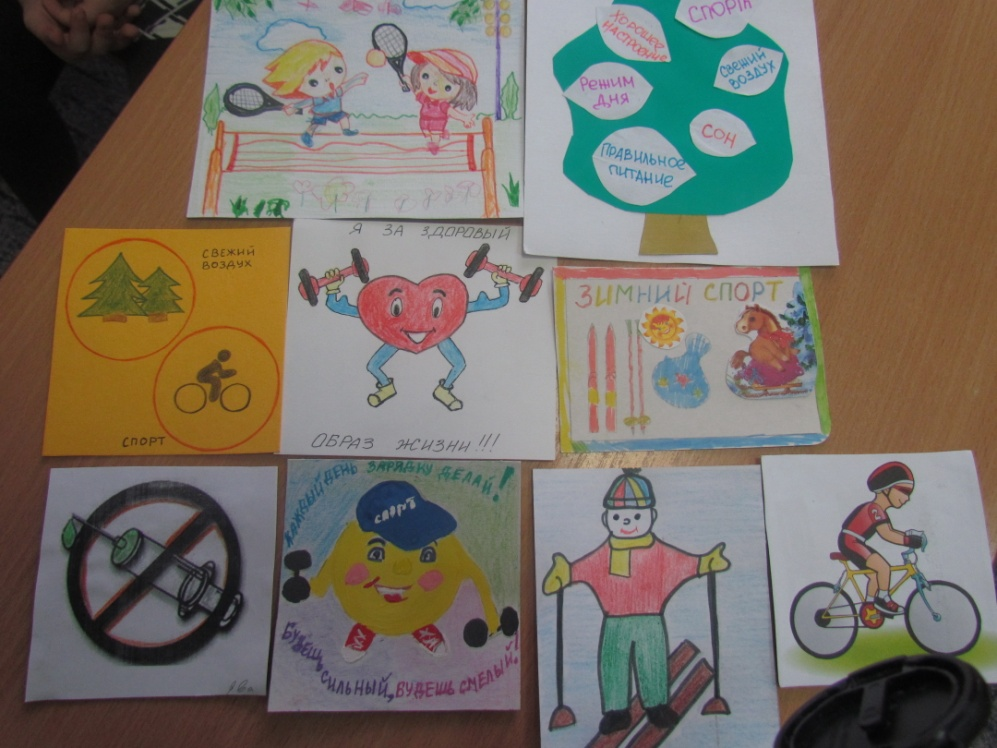 СПОРТ
ХОРОШЕЕ
НАСТРОЕНИЕ
СВЕЖИЙ
ВОЗДУХ
РЕЖИМ
ДНЯ
СОН
ПРАВИЛЬНОЕ
ПИТАНИЕ
СВЕЖИЙ
ВОЗДУХ
СПОРТ
Я ЗА ЗДОРОВЫЙ
ОБРАЗ ЖИЗНИ!!!
ЗИМНИЙ СПОРТ
КАЖДЫЙ ДЕНЬ ЗАРЯДКУ ДЕЛАЙ!
СПОРТ
БУДЕШЬ СИЛЬНЫЙ, БУДЕШЬ СМЕЛЫЙ!